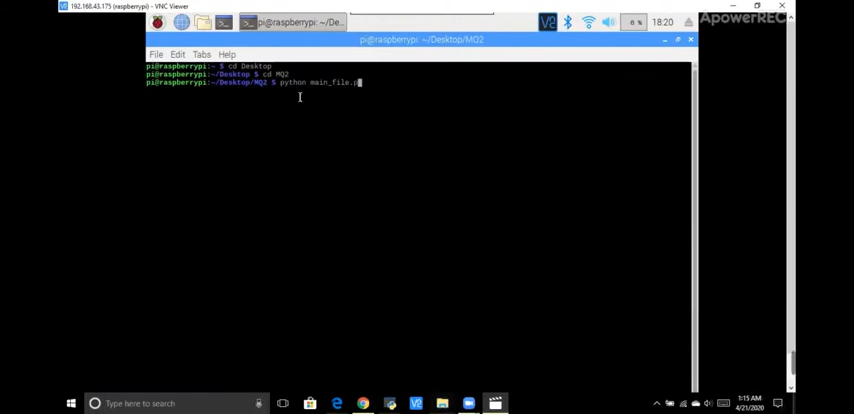 192.168.43.175 (raspberrypi) - VNC Viewer
pi@raspberrypi: ~/De...
6 %
18:20
ApowerREC
pi@raspberrypi: ~/Desktop/MQ2
File Edit Tabs Help
pi@raspberrypi:~ $ cd Desktop
pi@raspberrypi:~/Desktop $ cd MQ2
pi@raspberrypi:~/Desktop/MQ2 $ python main_file.p
Type here to search
1:15 AM
4/21/2020